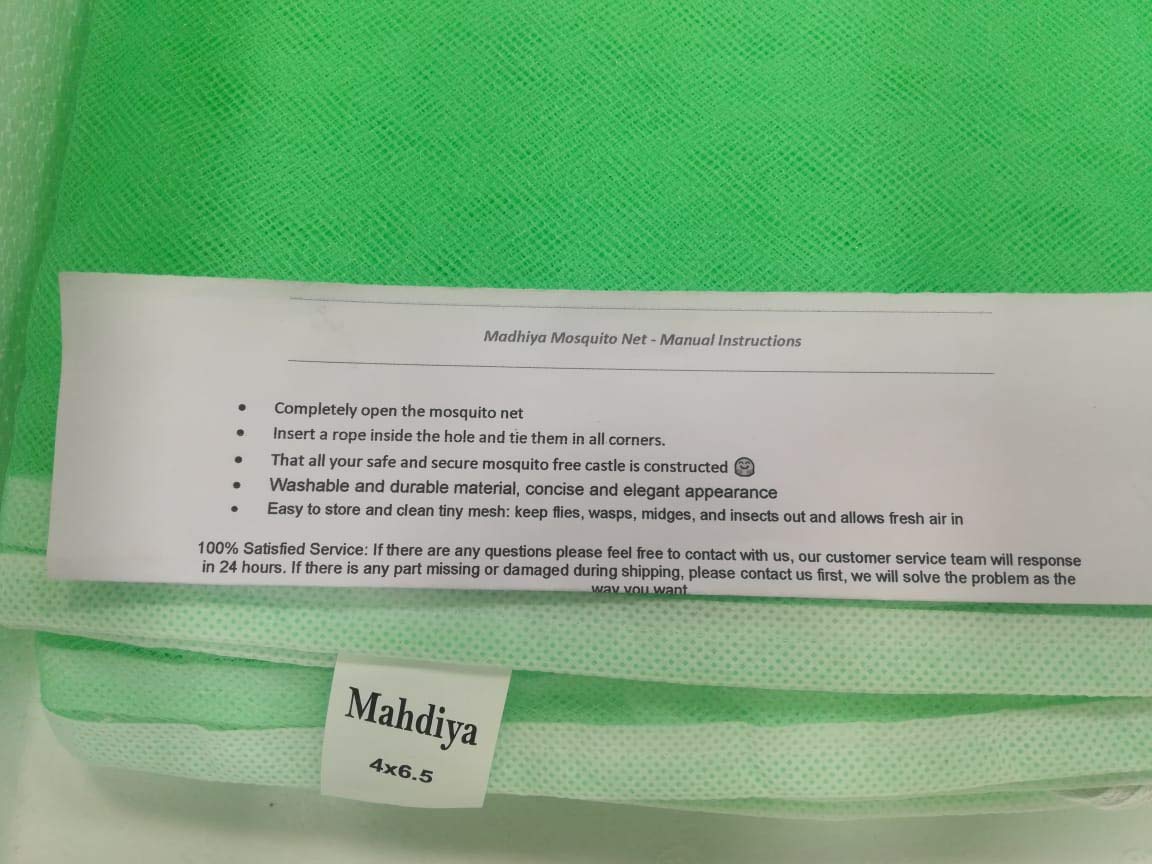 Madhiya Mosquito Net - Manual Instructions
• Completely open the mosquito net
• Insert a rope inside the hole and tie them in all corners.
• That all your safe and secure mosquito free castle is constructed 🤗
• Washable and durable material, concise and elegant appearance
• Easy to store and clean tiny mesh: keep flies, wasps, midges, and insects out and allows fresh air in
100% Satisfied Service: If there are any questions please feel free to contact with us, our customer service team will response
in 24 hours. If there is any part missing or damaged during shipping, please contact us first, we will solve the problem as the
way you want
Mahdiya
4x6.5